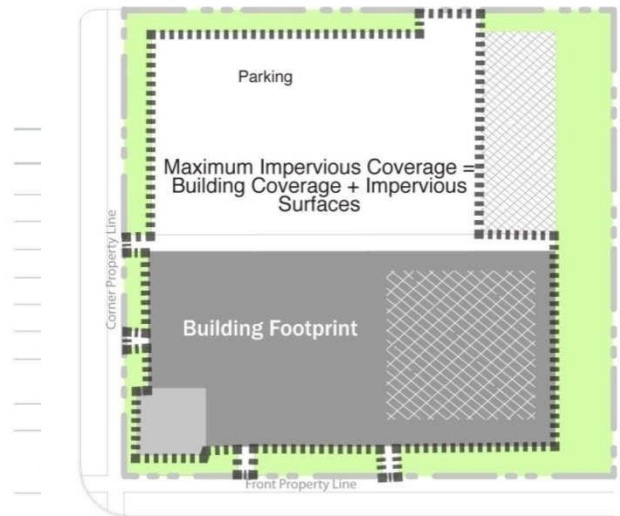 Parking
Maximum Impervious Coverage =
Building Coverage + Impervious
Surfaces
Corner Property Line
Building Footprint
Front Property Line